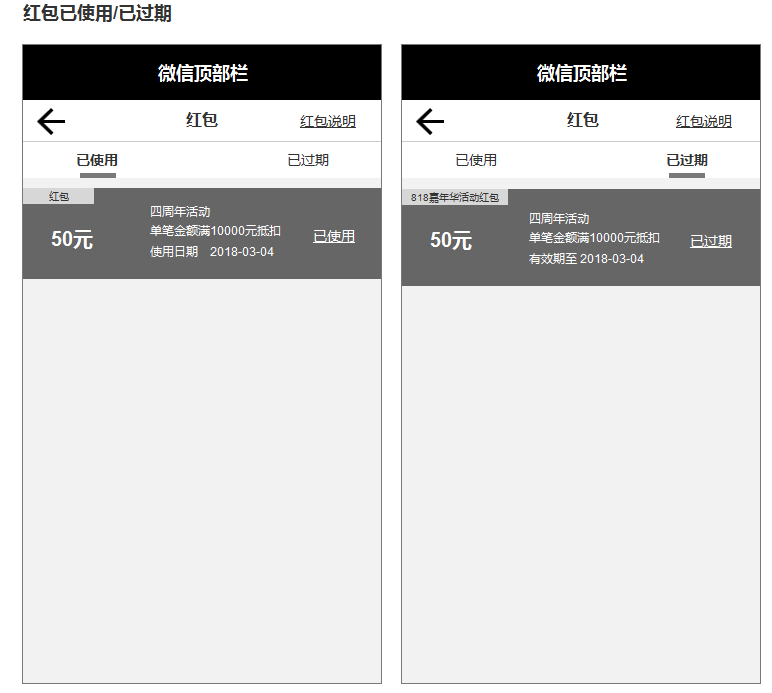 红包已使用/已过期
微信顶部栏
红包
红包说明
已使用
已过期
红包
50元
四周年活动
单笔金额满10000元抵扣
使用日期 2018-03-04
已使用
微信顶部栏
红包
红包说明
已使用
已过期
818嘉年华活动红包
50元
四周年活动
单笔金额满10000元抵扣
有效期至 2018-03-04
已过期